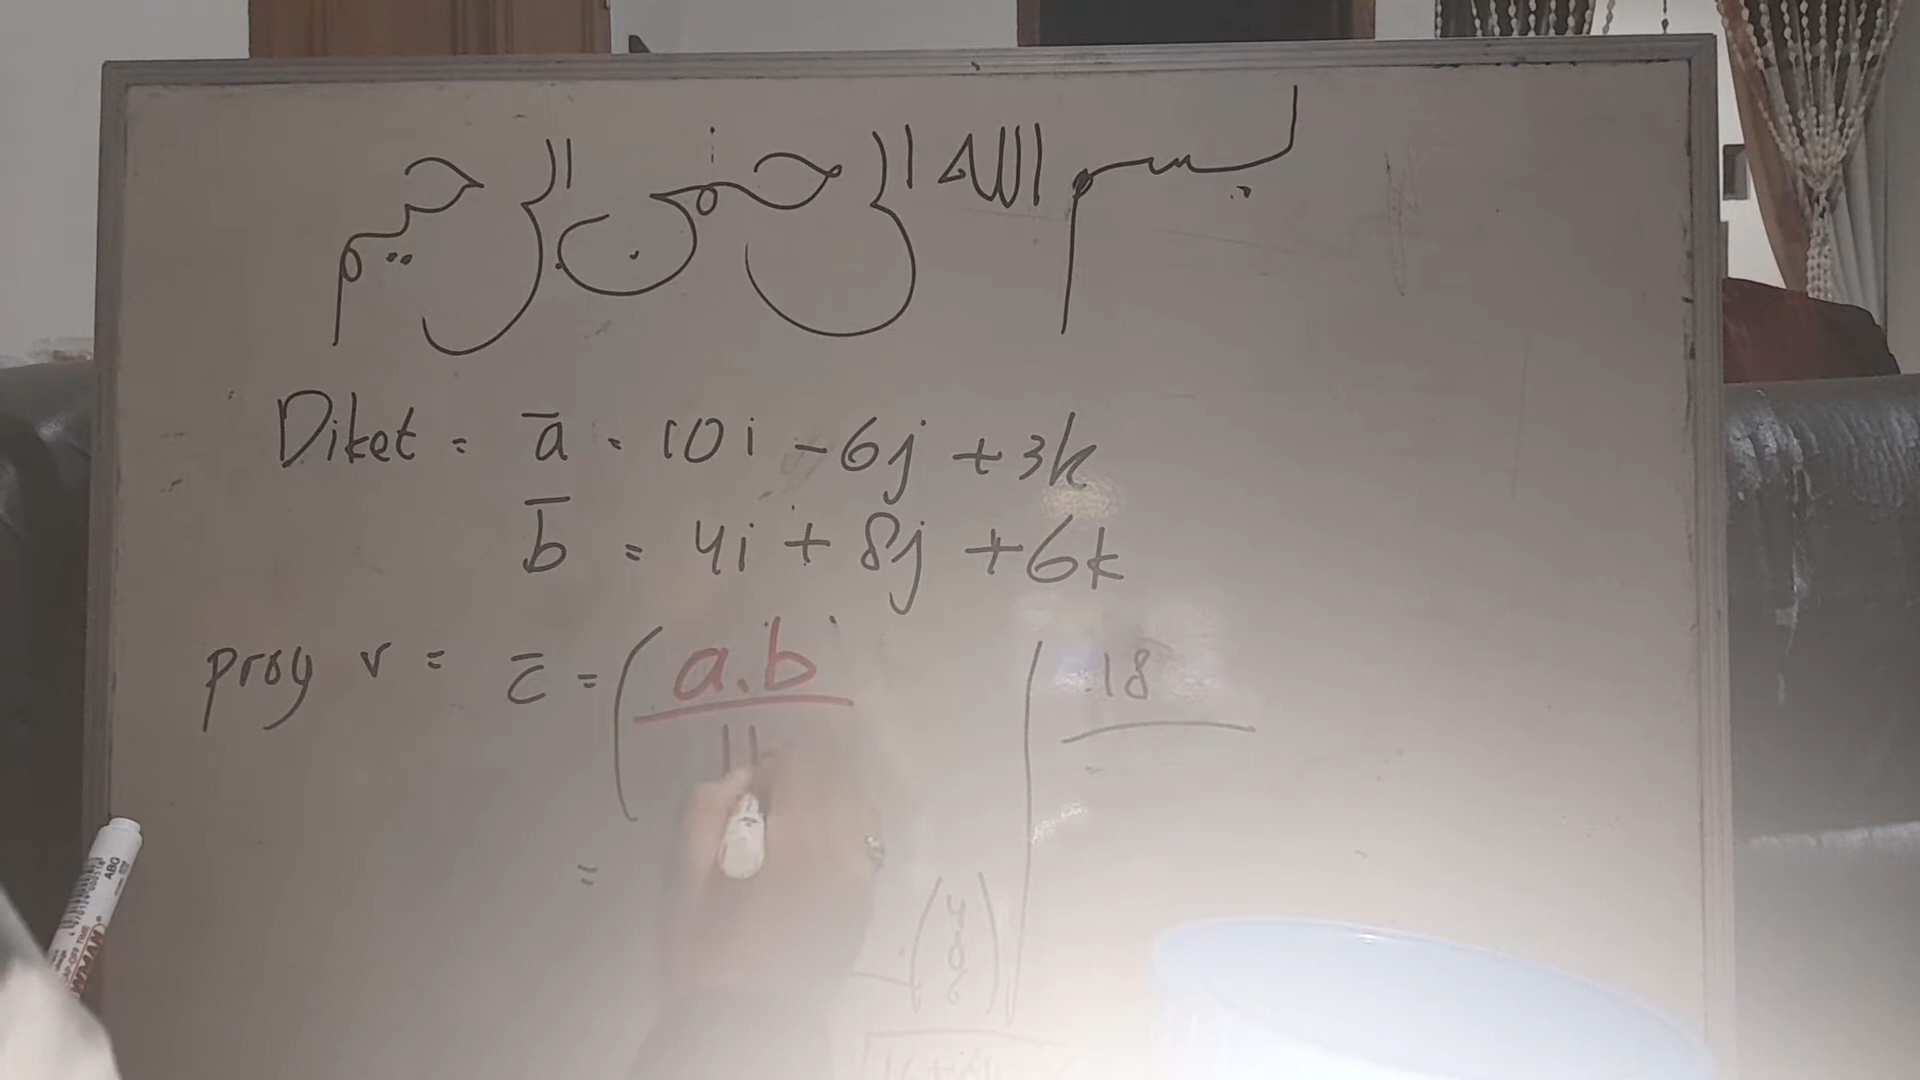 بسم الله الرحمن الرحيم
Diket = a̅ = 10i - 6j + 3k
b̅ = 4i + 8j + 6k
proy v = c̅ = ( a.b / | 18
=